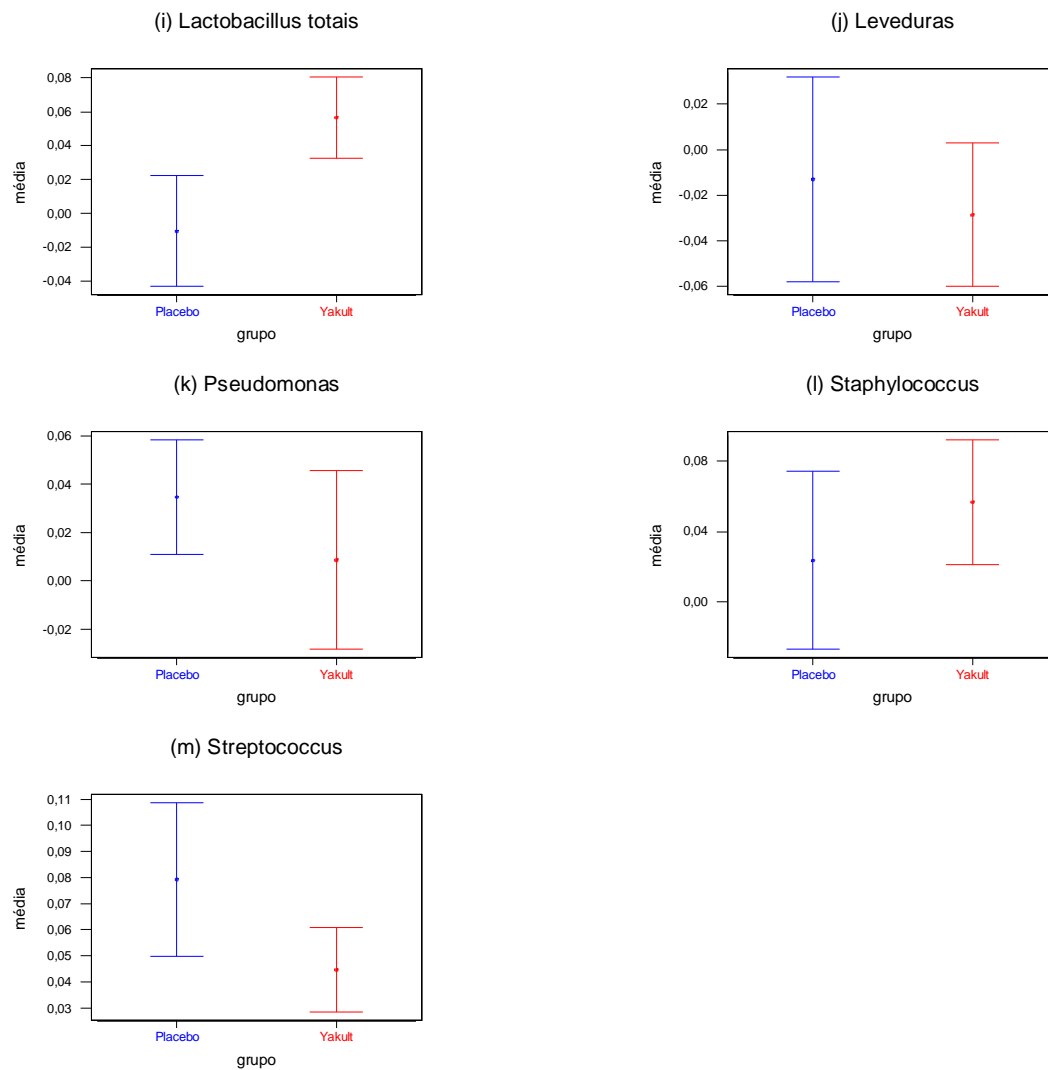 (i) Lactobacillus totais
0,08
0,06
0,04
0,02
0,00
-0,02
-0,04
média
Placebo
Yakult
grupo
(j) Leveduras
0,02
0,00
-0,02
-0,04
-0,06
média
Placebo
Yakult
grupo
(k) Pseudomonas
0,06
0,04
0,02
0,00
-0,02
média
Placebo
Yakult
grupo
(l) Staphylococcus
0,08
0,04
0,00
média
Placebo
Yakult
grupo
(m) Streptococcus
0,11
0,10
0,09
0,08
0,07
0,06
0,05
0,04
0,03
média
Placebo
Yakult
grupo